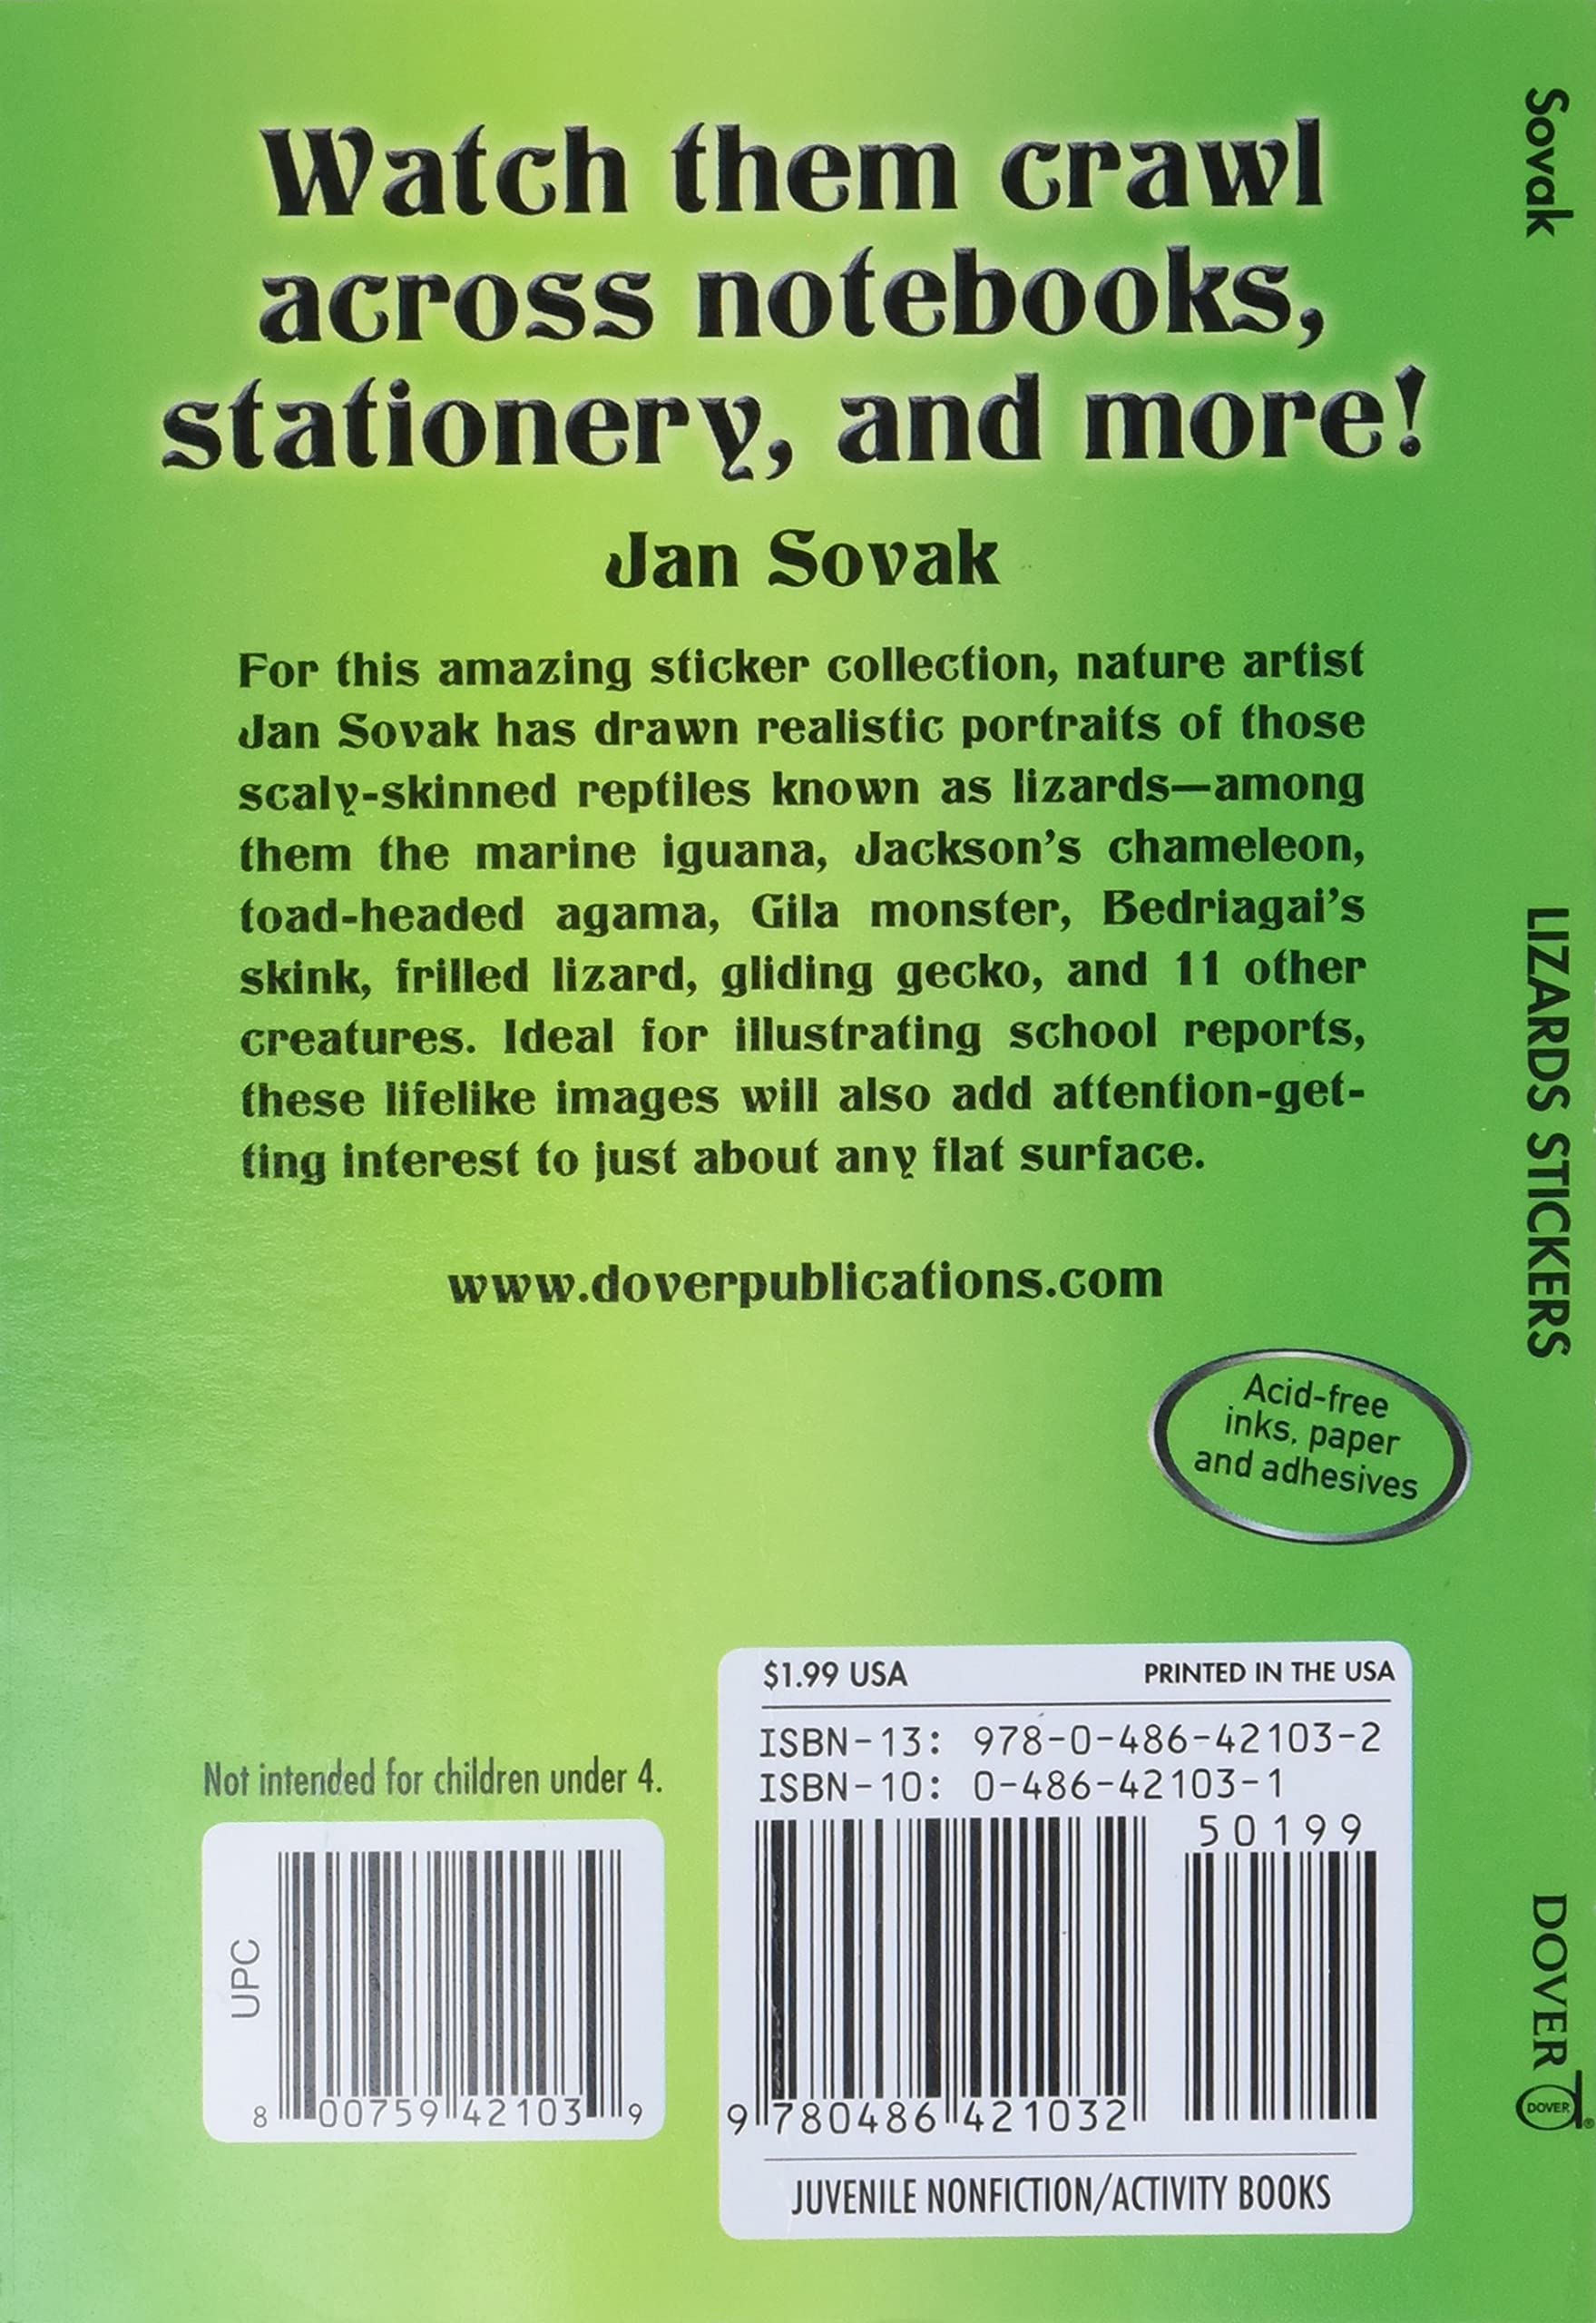 Watch them crawl
across notebooks,
stationery, and more!
Jan Sovak
For this amazing sticker collection, nature artist
Jan Sovak has drawn realistic portraits of those
scaly-skinned reptiles known as lizards—among
them the marine iguana, Jackson's chameleon,
toad-headed agama, Gila monster, Bedriagai's
skink, frilled lizard, gliding gecko, and 11 other
creatures. Ideal for illustrating school reports,
these lifelike images will also add attention-get-
ting interest to just about any flat surface.
www.doverpublications.com
Acid-free
inks, paper
and adhesives
Not intended for children under 4.
UPC
8 00759 42103 9
$1.99 USA PRINTED IN THE USA
ISBN-13: 978-0-486-42103-2
ISBN-10: 0-486-42103-1
50199
9 780486 421032
JUVENILE NONFICTION/ACTIVITY BOOKS
Sovak
LIZARDS STICKERS
DOVER
DOVER
®